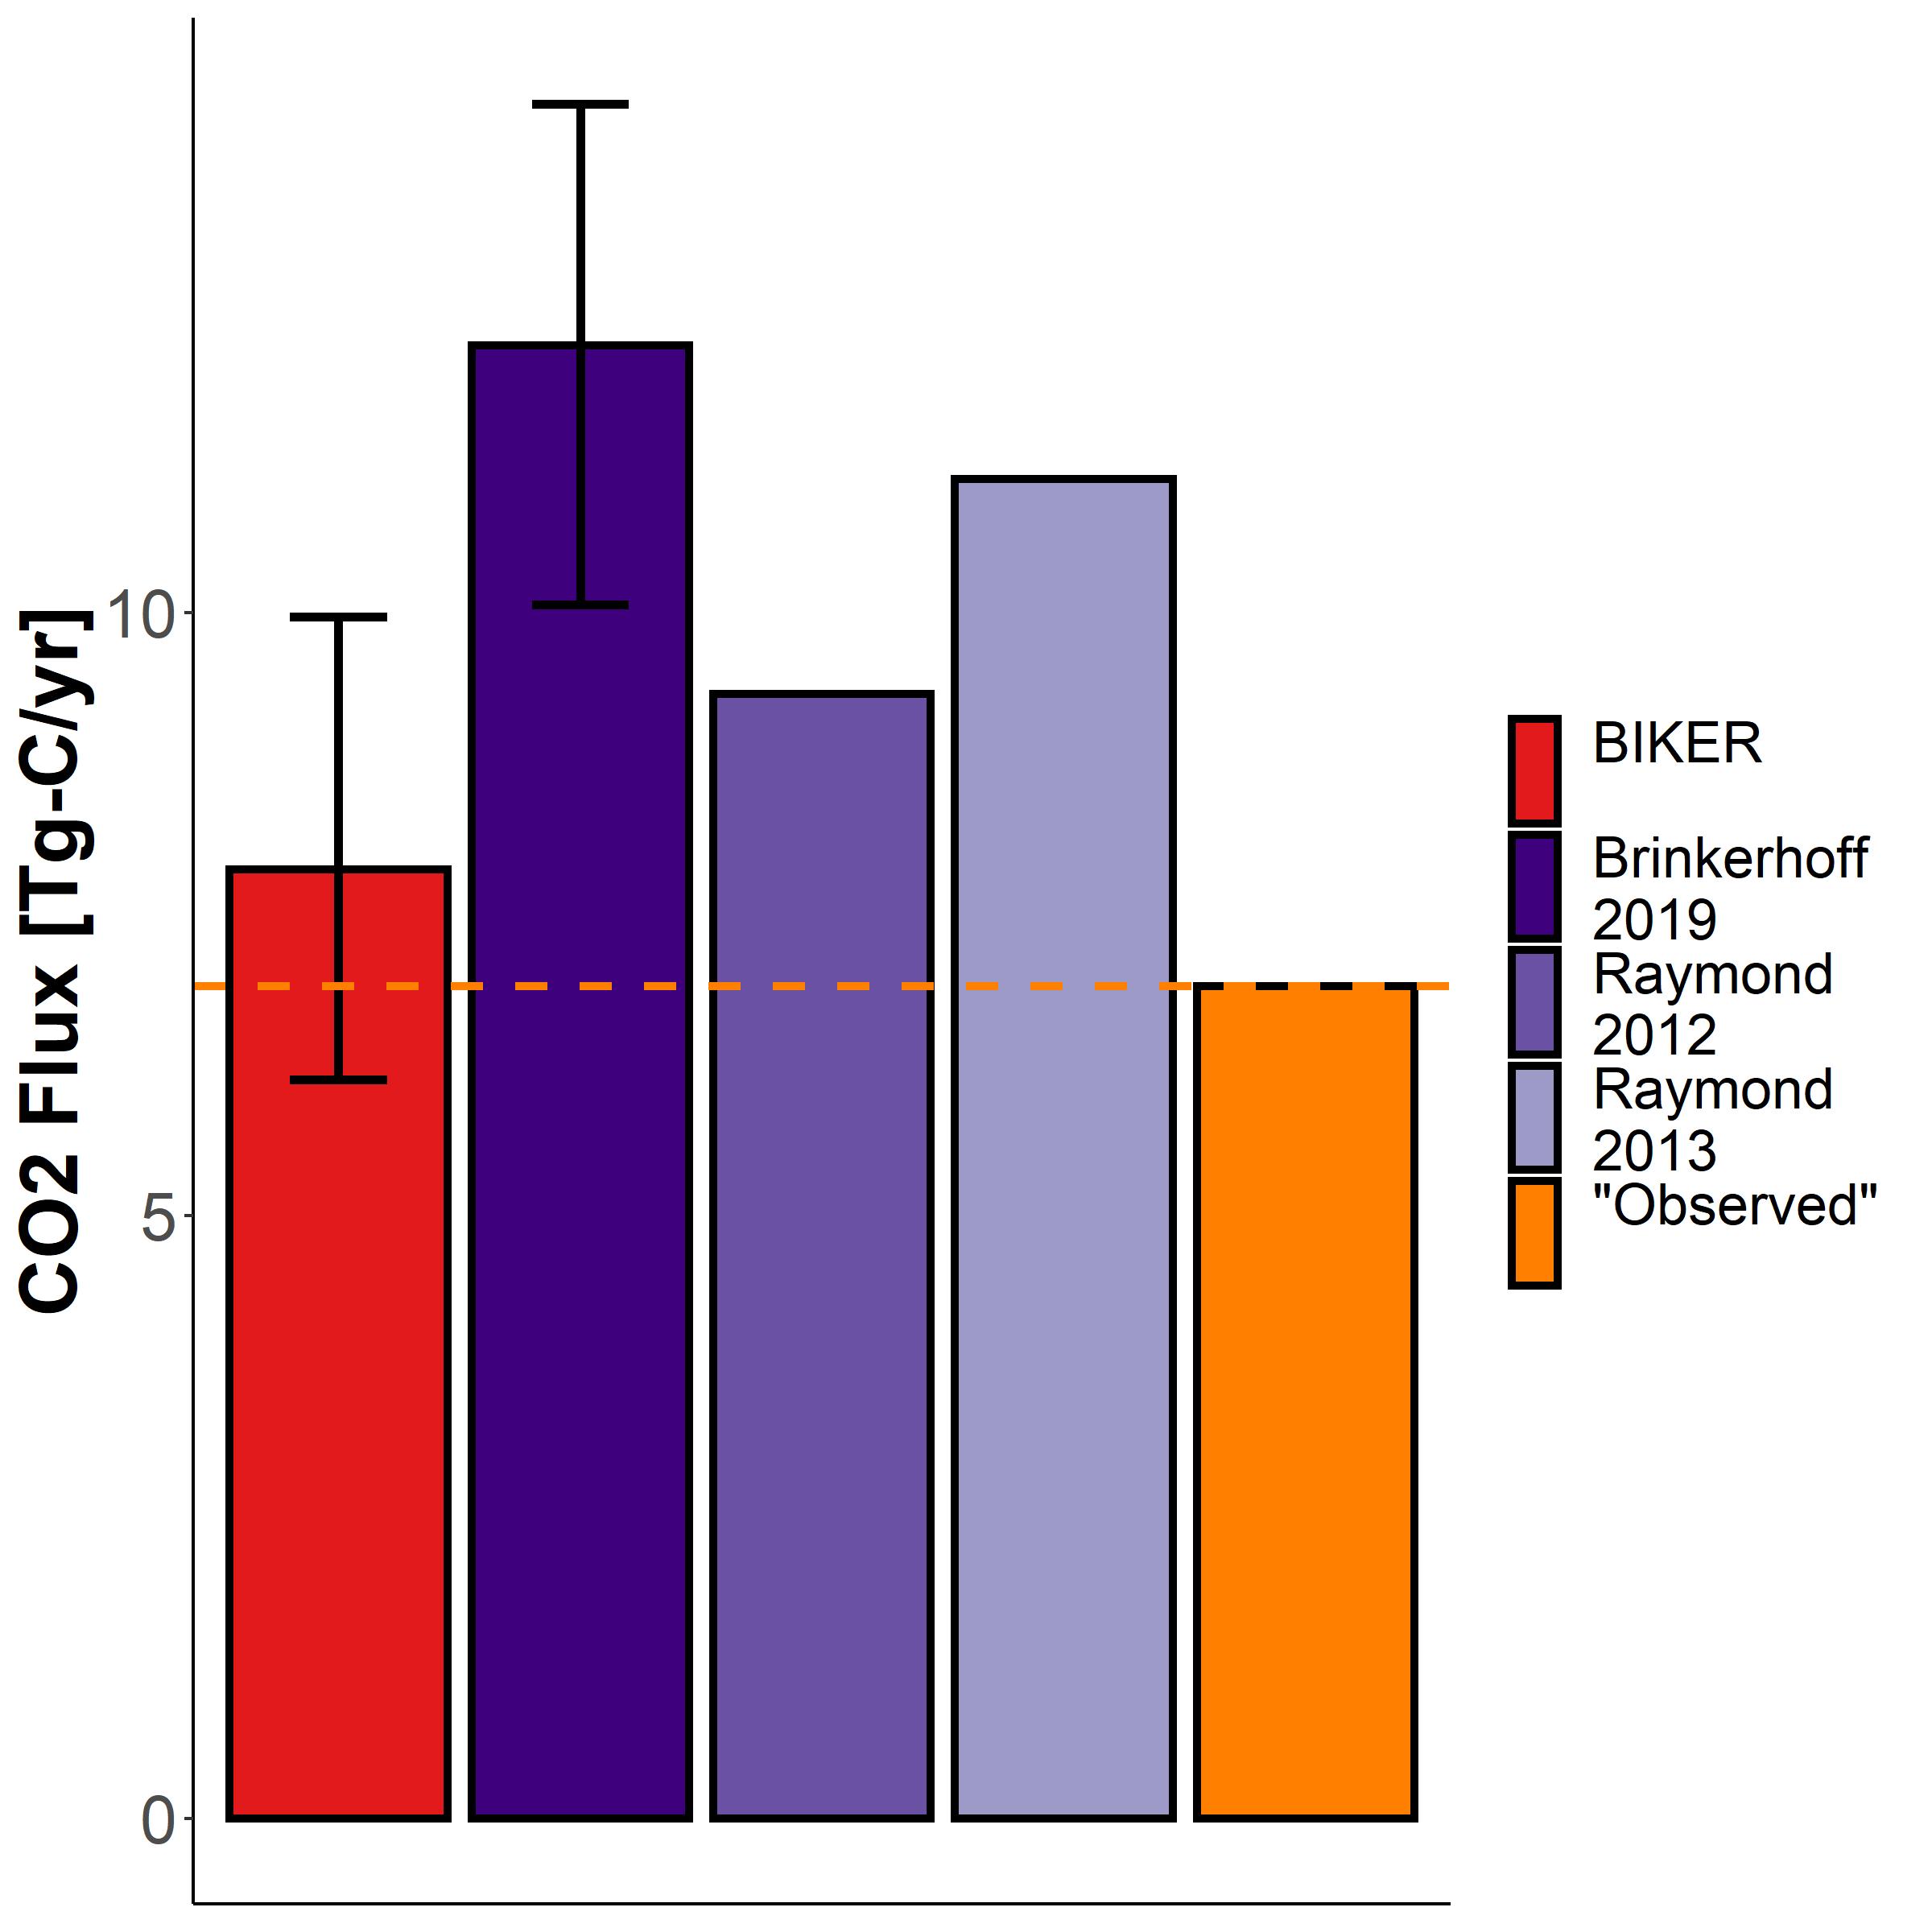 CO2 Flux [Tg-C/yr]
10
5
0
BIKER
Brinkerhoff
2019
Raymond
2012
Raymond
2013
"Observed"